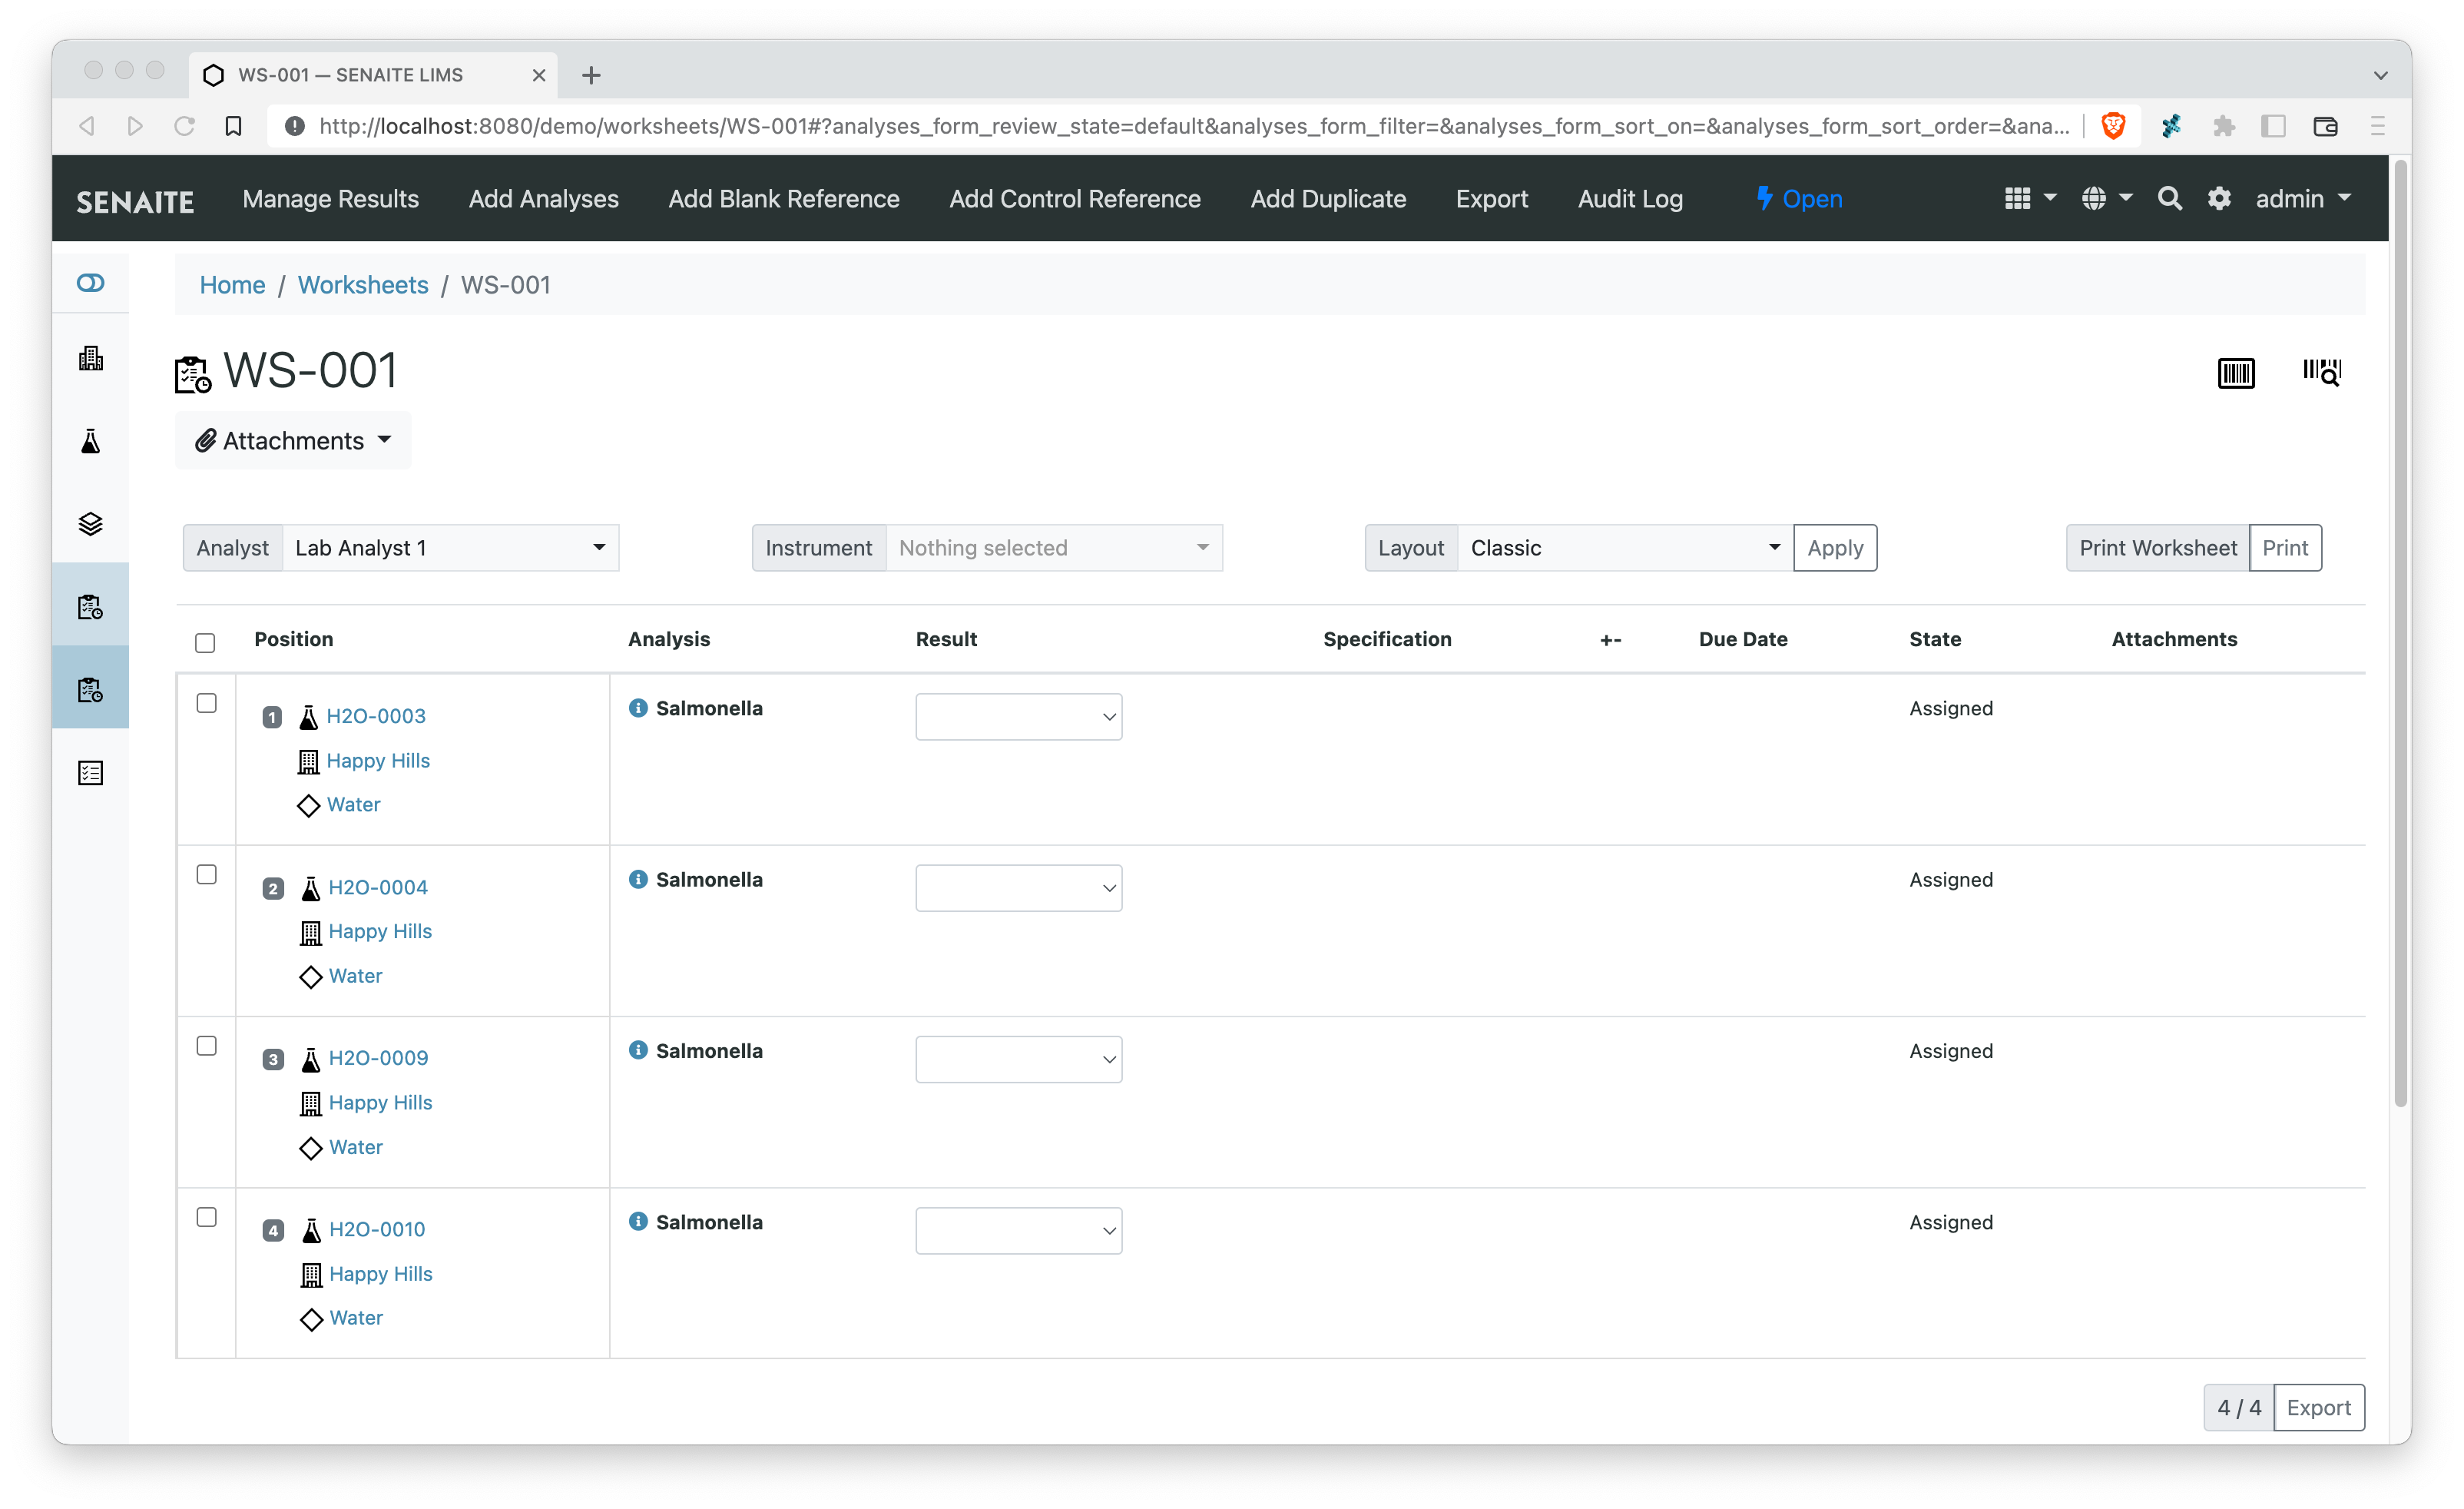 WS-001 — SENAITE LIMS
http://localhost:8080/demo/worksheets/WS-001#?analyses_form_review_state=default&analyses_form_filter=&analyses_form_sort_on=&analyses_form_sort_order=&ana...
SENAITE Manage Results Add Analyses Add Blank Reference Add Control Reference Add Duplicate Export Audit Log Open admin
Home / Worksheets / WS-001
WS-001
Attachments
Analyst Lab Analyst 1 Instrument Nothing selected Layout Classic Apply Print Worksheet Print
Position Analysis Result Specification +- Due Date State Attachments
1 H2O-0003 Salmonella Assigned
Happy Hills
Water
2 H2O-0004 Salmonella Assigned
Happy Hills
Water
3 H2O-0009 Salmonella Assigned
Happy Hills
Water
4 H2O-0010 Salmonella Assigned
Happy Hills
Water
4 / 4 Export